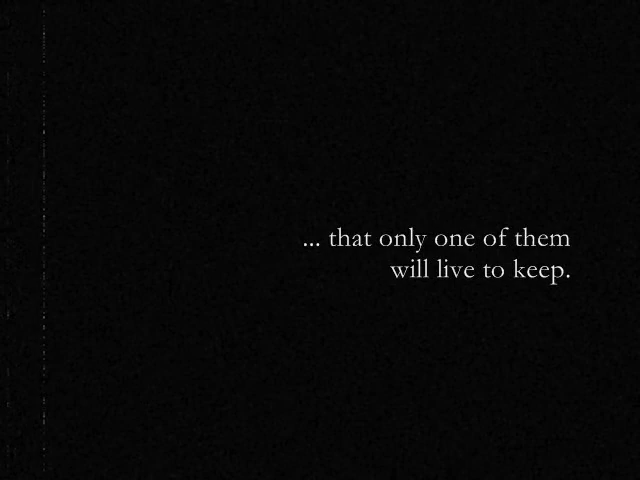 ... that only one of them
will live to keep.